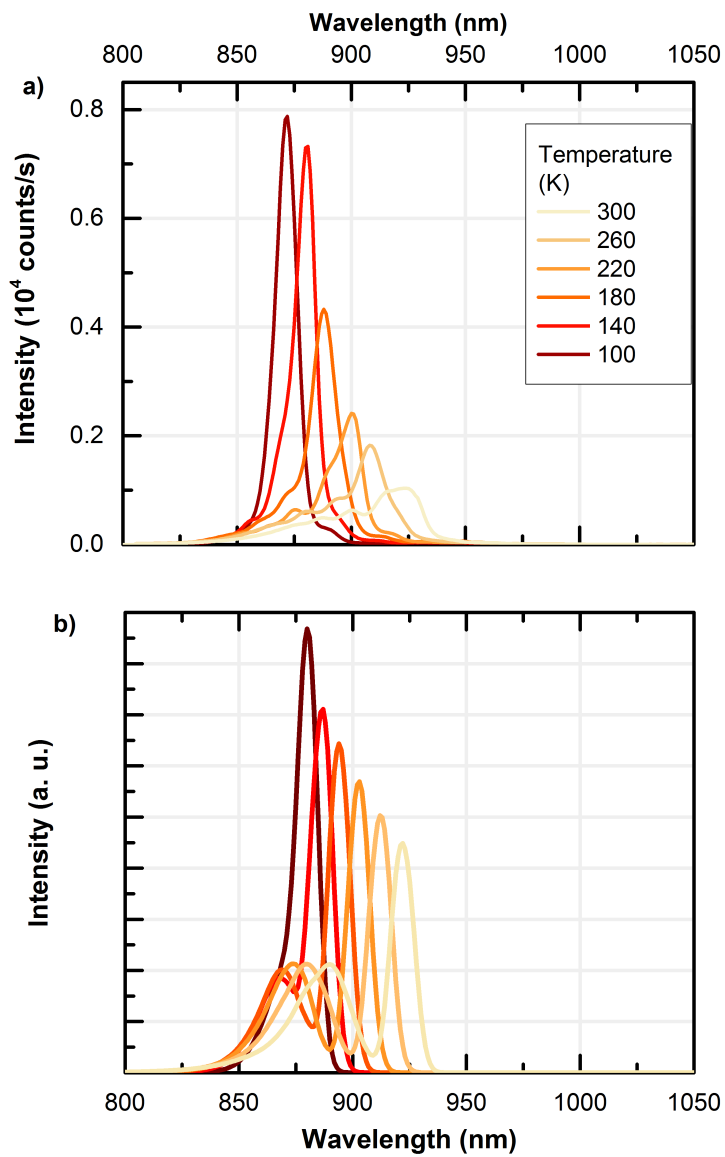 Wavelength (nm)
800 850 900 950 1000 1050
a)
0.8
0.6
0.4
0.2
0.0
Intensity (10⁴ counts/s)
Temperature
(K)
300
260
220
180
140
100
b)
Intensity (a. u.)
800 850 900 950 1000 1050
Wavelength (nm)